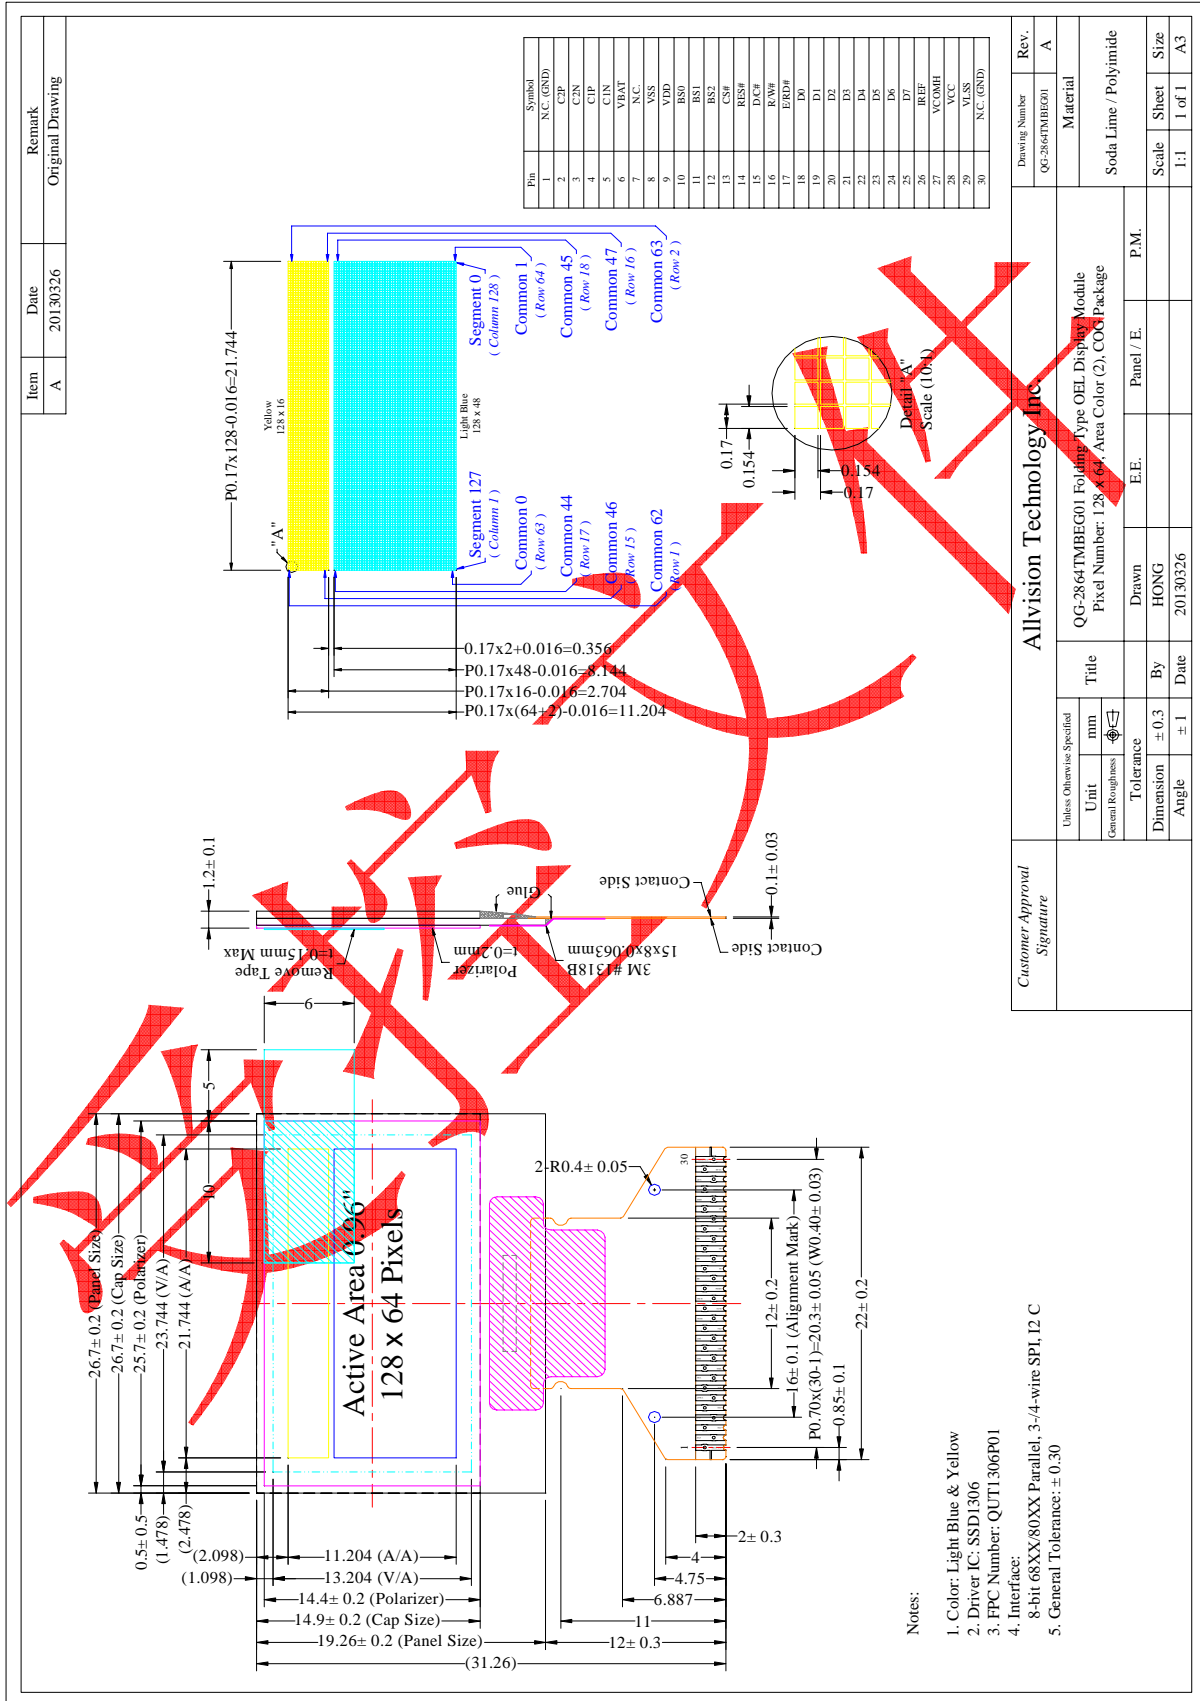 Item Date Remark
A 20130326 Original Drawing
P0.17x128-0.016=21.744
"A"
Yellow
128 x 16
Light Blue
128 x 48
Segment 127
( Column 1 )
Common 0
( Row 63 )
Common 44
( Row 17 )
Common 46
( Row 15 )
Common 62
( Row 1 )
Segment 0
( Column 128 )
Common 1
( Row 64 )
Common 45
( Row 18 )
Common 47
( Row 16 )
Common 63
( Row 2 )
0.17x2+0.016=0.356
P0.17x48-0.016=8.144
P0.17x16-0.016=2.704
P0.17x(64+2)-0.016=11.204
0.17
0.154
0.154
0.17
Detail "A"
Scale (10:1)
Pin Symbol
1 N.C. (GND)
2 C2P
3 C2N
4 C1P
5 C1N
6 VBAT
7 N.C.
8 VSS
9 VDD
10 BS0
11 BS1
12 BS2
13 CS#
14 RES#
15 D/C#
16 R/W#
17 E/RD#
18 D0
19 D1
20 D2
21 D3
22 D4
23 D5
24 D6
25 D7
26 IREF
27 VCOMH
28 VCC
29 VLSS
30 N.C. (GND)
1.2± 0.1
Remove Tape
t=0.15mm Max
Polarizer
t=0.2mm
3M #1318B
15x8x0.063mm
Glue
Contact Side
Contact Side
0.1± 0.03
9
5
10
26.7± 0.2 (Panel Size)
26.7± 0.2 (Cap Size)
25.7± 0.2 (Polarizer)
23.744 (V/A)
21.744 (A/A)
0.5± 0.5
(1.478)
(2.478)
Active Area 0.96"
128 x 64 Pixels
(2.098)
(1.098)
11.204 (A/A)
13.204 (V/A)
14.4± 0.2 (Polarizer)
14.9± 0.2 (Cap Size)
19.26± 0.2 (Panel Size)
(31.26)
12± 0.3
11
6.887
4.75
4
2± 0.3
2-R0.4± 0.05
1
30
12± 0.2
16± 0.1 (Alignment Mark)
P0.70x(30-1)=20.3± 0.05 (W0.40± 0.03)
0.85± 0.1
22± 0.2
Notes:
1. Color: Light Blue & Yellow
2. Driver IC: SSD1306
3. FPC Number: QUT1306P01
4. Interface:
8-bit 68XX/80XX Parallel, 3-/4-wire SPI, I2 C
5. General Tolerance: ± 0.30
Customer Approval
Signature
Allvision Technology Inc.
Drawing Number Rev.
QG-2864TMBEG01 A
Unless Otherwise Specified
Unit mm
General Roughness
Tolerance
Dimension ± 0.3
Angle ± 1
Title
QG-2864TMBEG01 Folding Type OEL Display Module
Pixel Number: 128 x 64, Area Color (2), COG Package
Material
Soda Lime / Polyimide
Drawn E.E. Panel / E. P.M.
By HONG
Date 20130326
Scale Sheet Size
1:1 1 of 1 A3